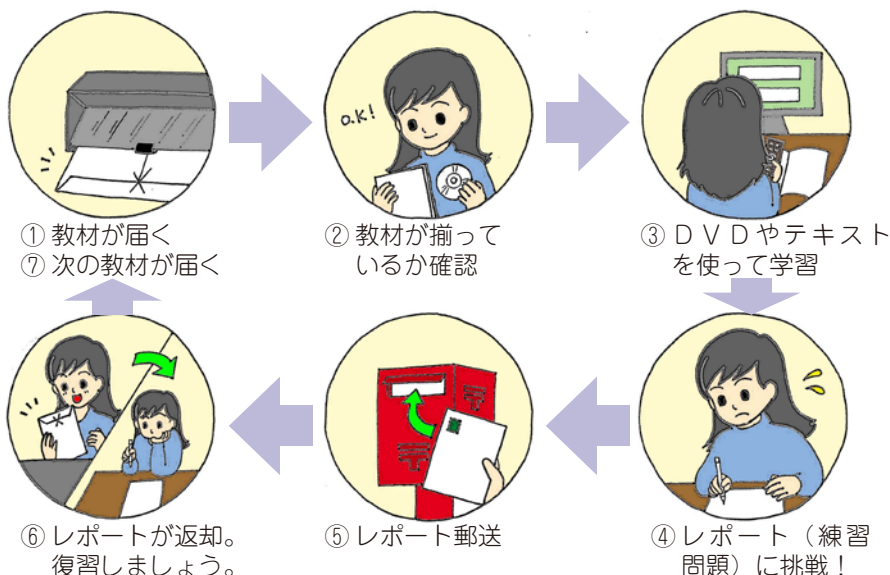 ① 教材が届く
⑦ 次の教材が届く
O.K!
② 教材が揃って
いるか確認
③ ＤＶＤやテキスト
を使って学習
④ レポート（練習
問題）に挑戦！
⑤ レポート郵送
⑥ レポートが返却。
復習しましょう。